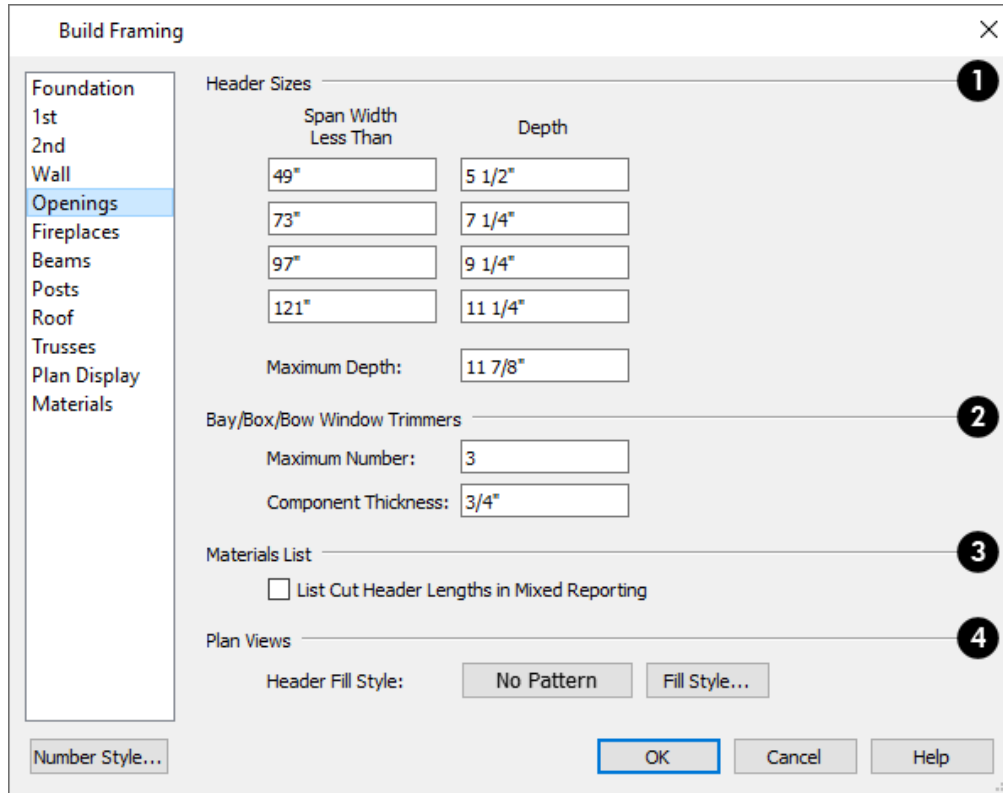 Build Framing
Foundation
1st
2nd
Wall
Openings
Fireplaces
Beams
Posts
Roof
Trusses
Plan Display
Materials
Header Sizes
1
Span Width
Less Than
Depth
49" 5 1/2"
73" 7 1/4"
97" 9 1/4"
121" 11 1/4"
Maximum Depth: 11 7/8"
Bay/Box/Bow Window Trimmers
2
Maximum Number: 3
Component Thickness: 3/4"
Materials List
3
List Cut Header Lengths in Mixed Reporting
Plan Views
4
Header Fill Style: No Pattern Fill Style...
Number Style... OK Cancel Help